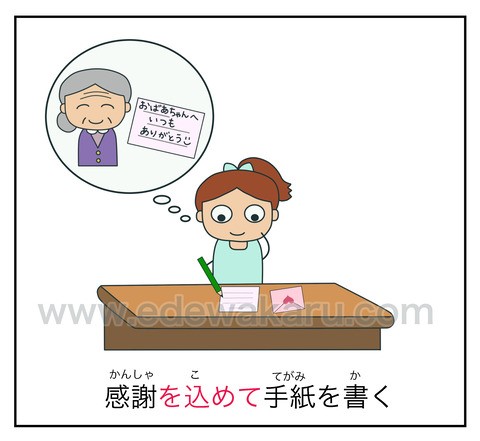 おばあちゃんへ
いつも
ありがとう
www.edewakaru.com
かんしゃ こ てがみ か
感謝を込めて手紙を書く